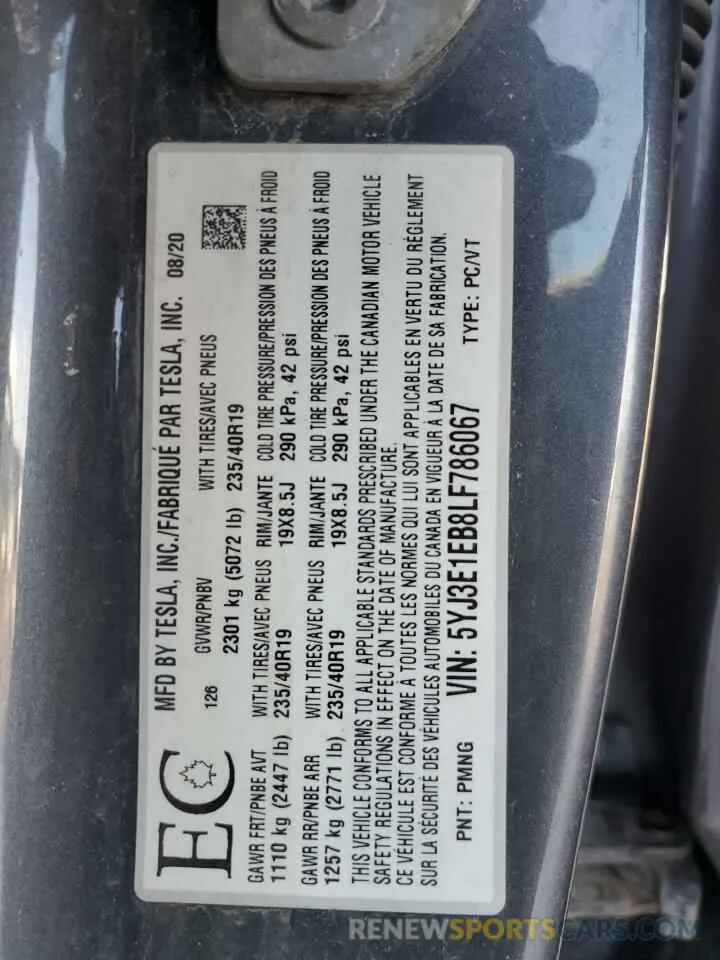 EC
MFD BY TESLA, INC./FABRIQUÉ PAR TESLA, INC. 08/20
126 GVWR/PNBV WITH TIRES/AVEC PNEUS
2301 kg (5072 lb) 235/40R19
GAWR FRT/PNBE AVT WITH TIRES/AVEC PNEUS RIM/JANTE COLD TIRE PRESSURE/PRESSION DES PNEUS À FROID
1110 kg (2447 lb) 235/40R19 19X8.5J 290 kPa, 42 psi
GAWR RR/PNBE ARR WITH TIRES/AVEC PNEUS RIM/JANTE COLD TIRE PRESSURE/PRESSION DES PNEUS À FROID
1257 kg (2771 lb) 235/40R19 19X8.5J 290 kPa, 42 psi
THIS VEHICLE CONFORMS TO ALL APPLICABLE STANDARDS PRESCRIBED UNDER THE CANADIAN MOTOR VEHICLE
SAFETY REGULATIONS IN EFFECT ON THE DATE OF MANUFACTURE.
CE VÉHICULE EST CONFORME À TOUTES LES NORMES QUI LUI SONT APPLICABLES EN VERTU DU RÉGLEMENT
SUR LA SÉCURITÉ DES VÉHICULES AUTOMOBILES DU CANADA EN VIGUEUR À LA DATE DE SA FABRICATION.
PNT: PMNG VIN: 5YJ3E1EB8LF786067 TYPE: PC/VT
RENEWSPORTSCARS.COM